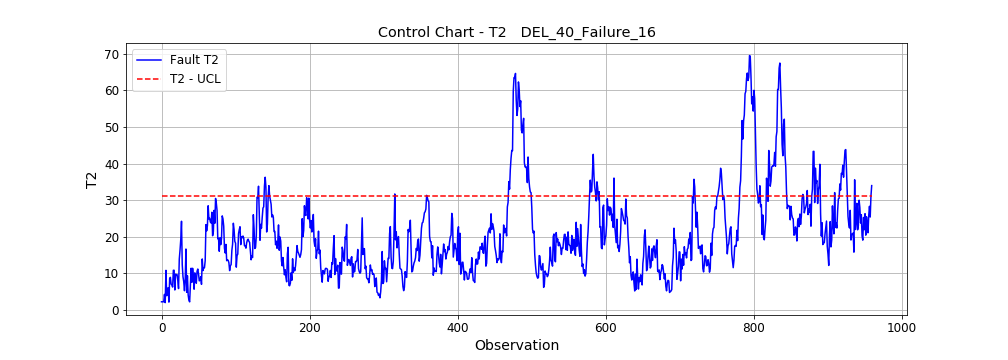 Control Chart - T2   DEL_40_Failure_16
Fault T2
T2 - UCL
T2
70
60
50
40
30
20
10
0
0 200 400 600 800 1000
Observation